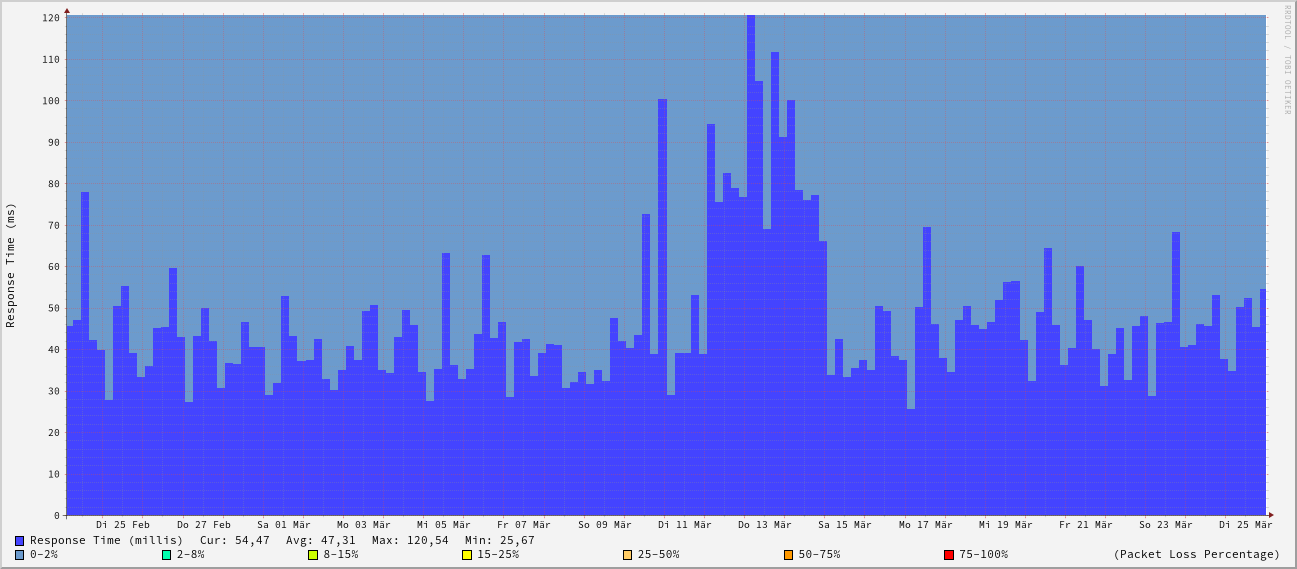 RRDTOOL / TOBI OETIKER
Response Time (ms)
120
110
100
90
80
70
60
50
40
30
20
10
0
Di 25 Feb Do 27 Feb Sa 01 Mär Mo 03 Mär Mi 05 Mär Fr 07 Mär So 09 Mär Di 11 Mär Do 13 Mär Sa 15 Mär Mo 17 Mär Mi 19 Mär Fr 21 Mär So 23 Mär Di 25 Mär
Response Time (millis) Cur: 54,47 Avg: 47,31 Max: 120,54 Min: 25,67
0-2% 2-8% 8-15% 15-25% 25-50% 50-75% 75-100% (Packet Loss Percentage)